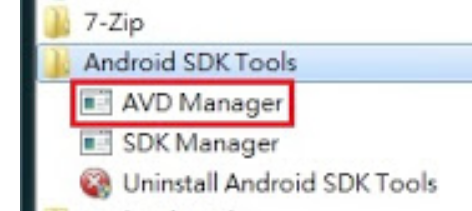 7-Zip
Android SDK Tools
AVD Manager
SDK Manager
Uninstall Android SDK Tools